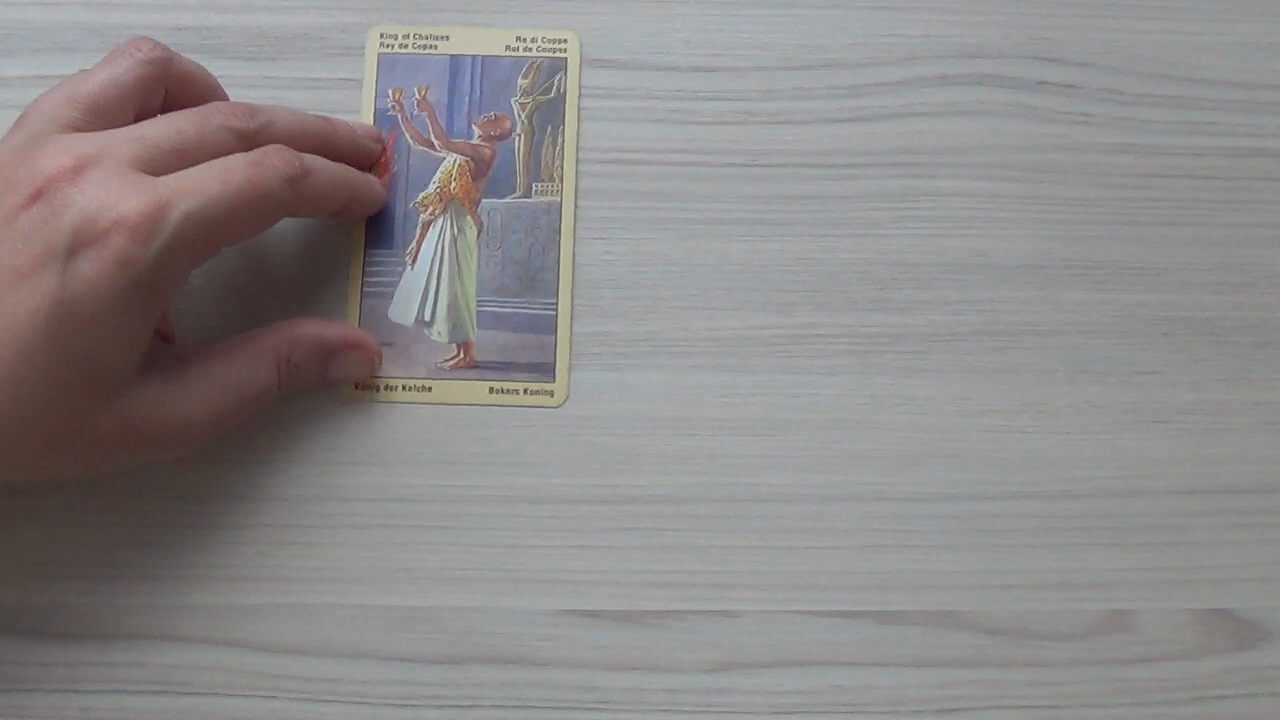 King of Chalices
Rey de Copas
Re di Coppe
Roi de Coupes
König der Kelche
Bekers Koning